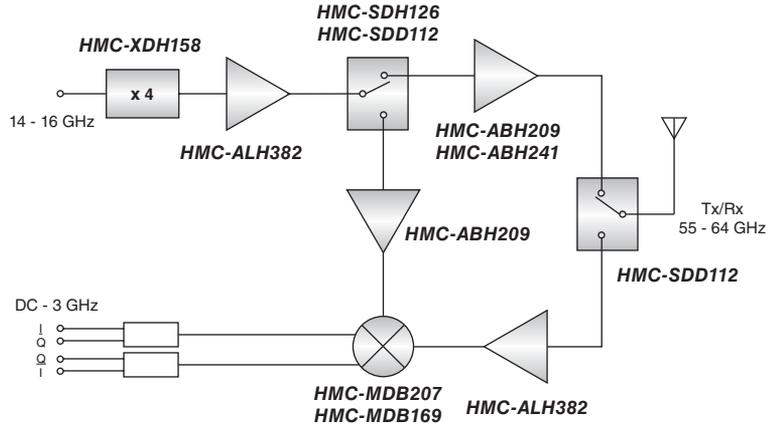 HMC-SDH126
HMC-SDD112
HMC-XDH158
x 4
14 - 16 GHz
HMC-ALH382
HMC-ABH209
HMC-ABH241
Tx/Rx
55 - 64 GHz
HMC-ABH209
HMC-SDD112
DC - 3 GHz
I
Q
Q
I
HMC-MDB207
HMC-MDB169
HMC-ALH382